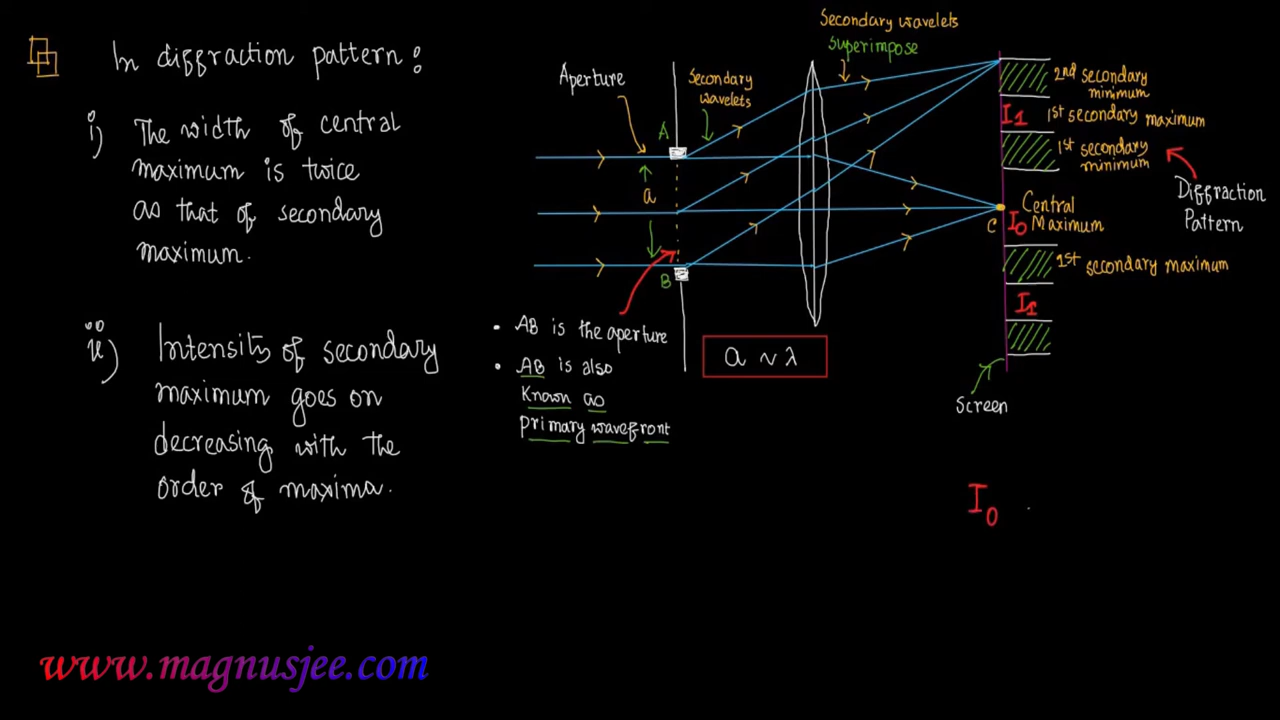 In diffraction pattern :
i) The width of central
maximum is twice
as that of secondary
maximum.
ii) Intensity of secondary
maximum goes on
decreasing with the
order of maxima.
Secondary wavelets
superimpose
Aperture
Secondary
wavelets
A
a
B
• AB is the aperture
• AB is also
known as
primary wavefront
a ~ λ
2nd secondary
minimum
I1 1st secondary maximum
1st secondary
minimum
Diffraction
Pattern
Central
Maximum
C I0
1st secondary maximum
I1
Screen
I0
www.magnusjee.com